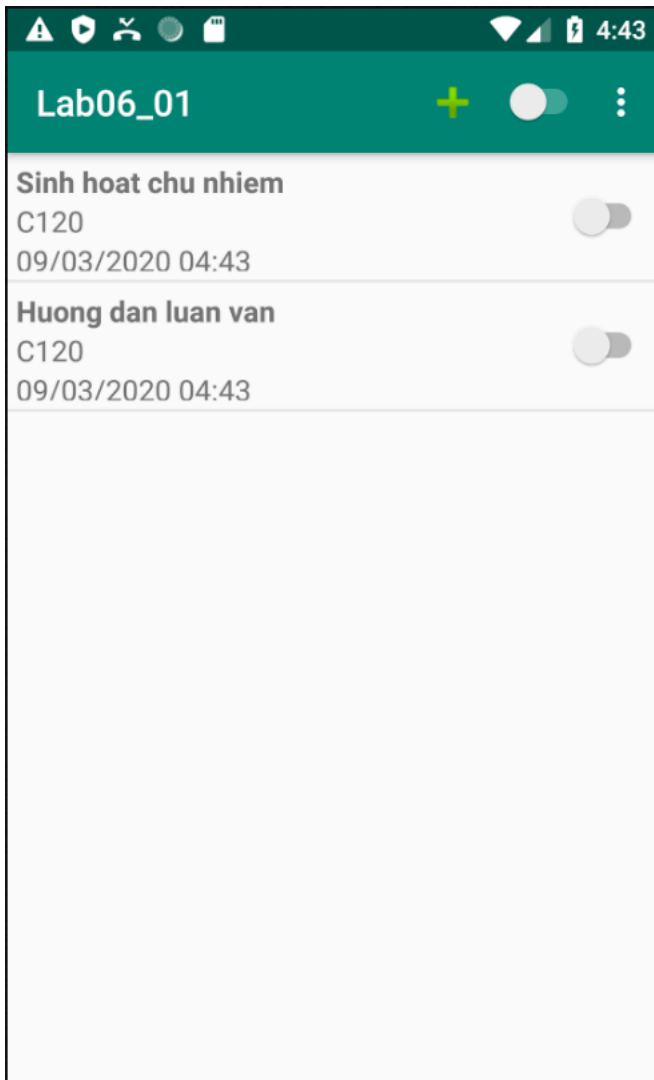 4:43
Lab06_01
Sinh hoat chu nhiem
C120
09/03/2020 04:43
Huong dan luan van
C120
09/03/2020 04:43